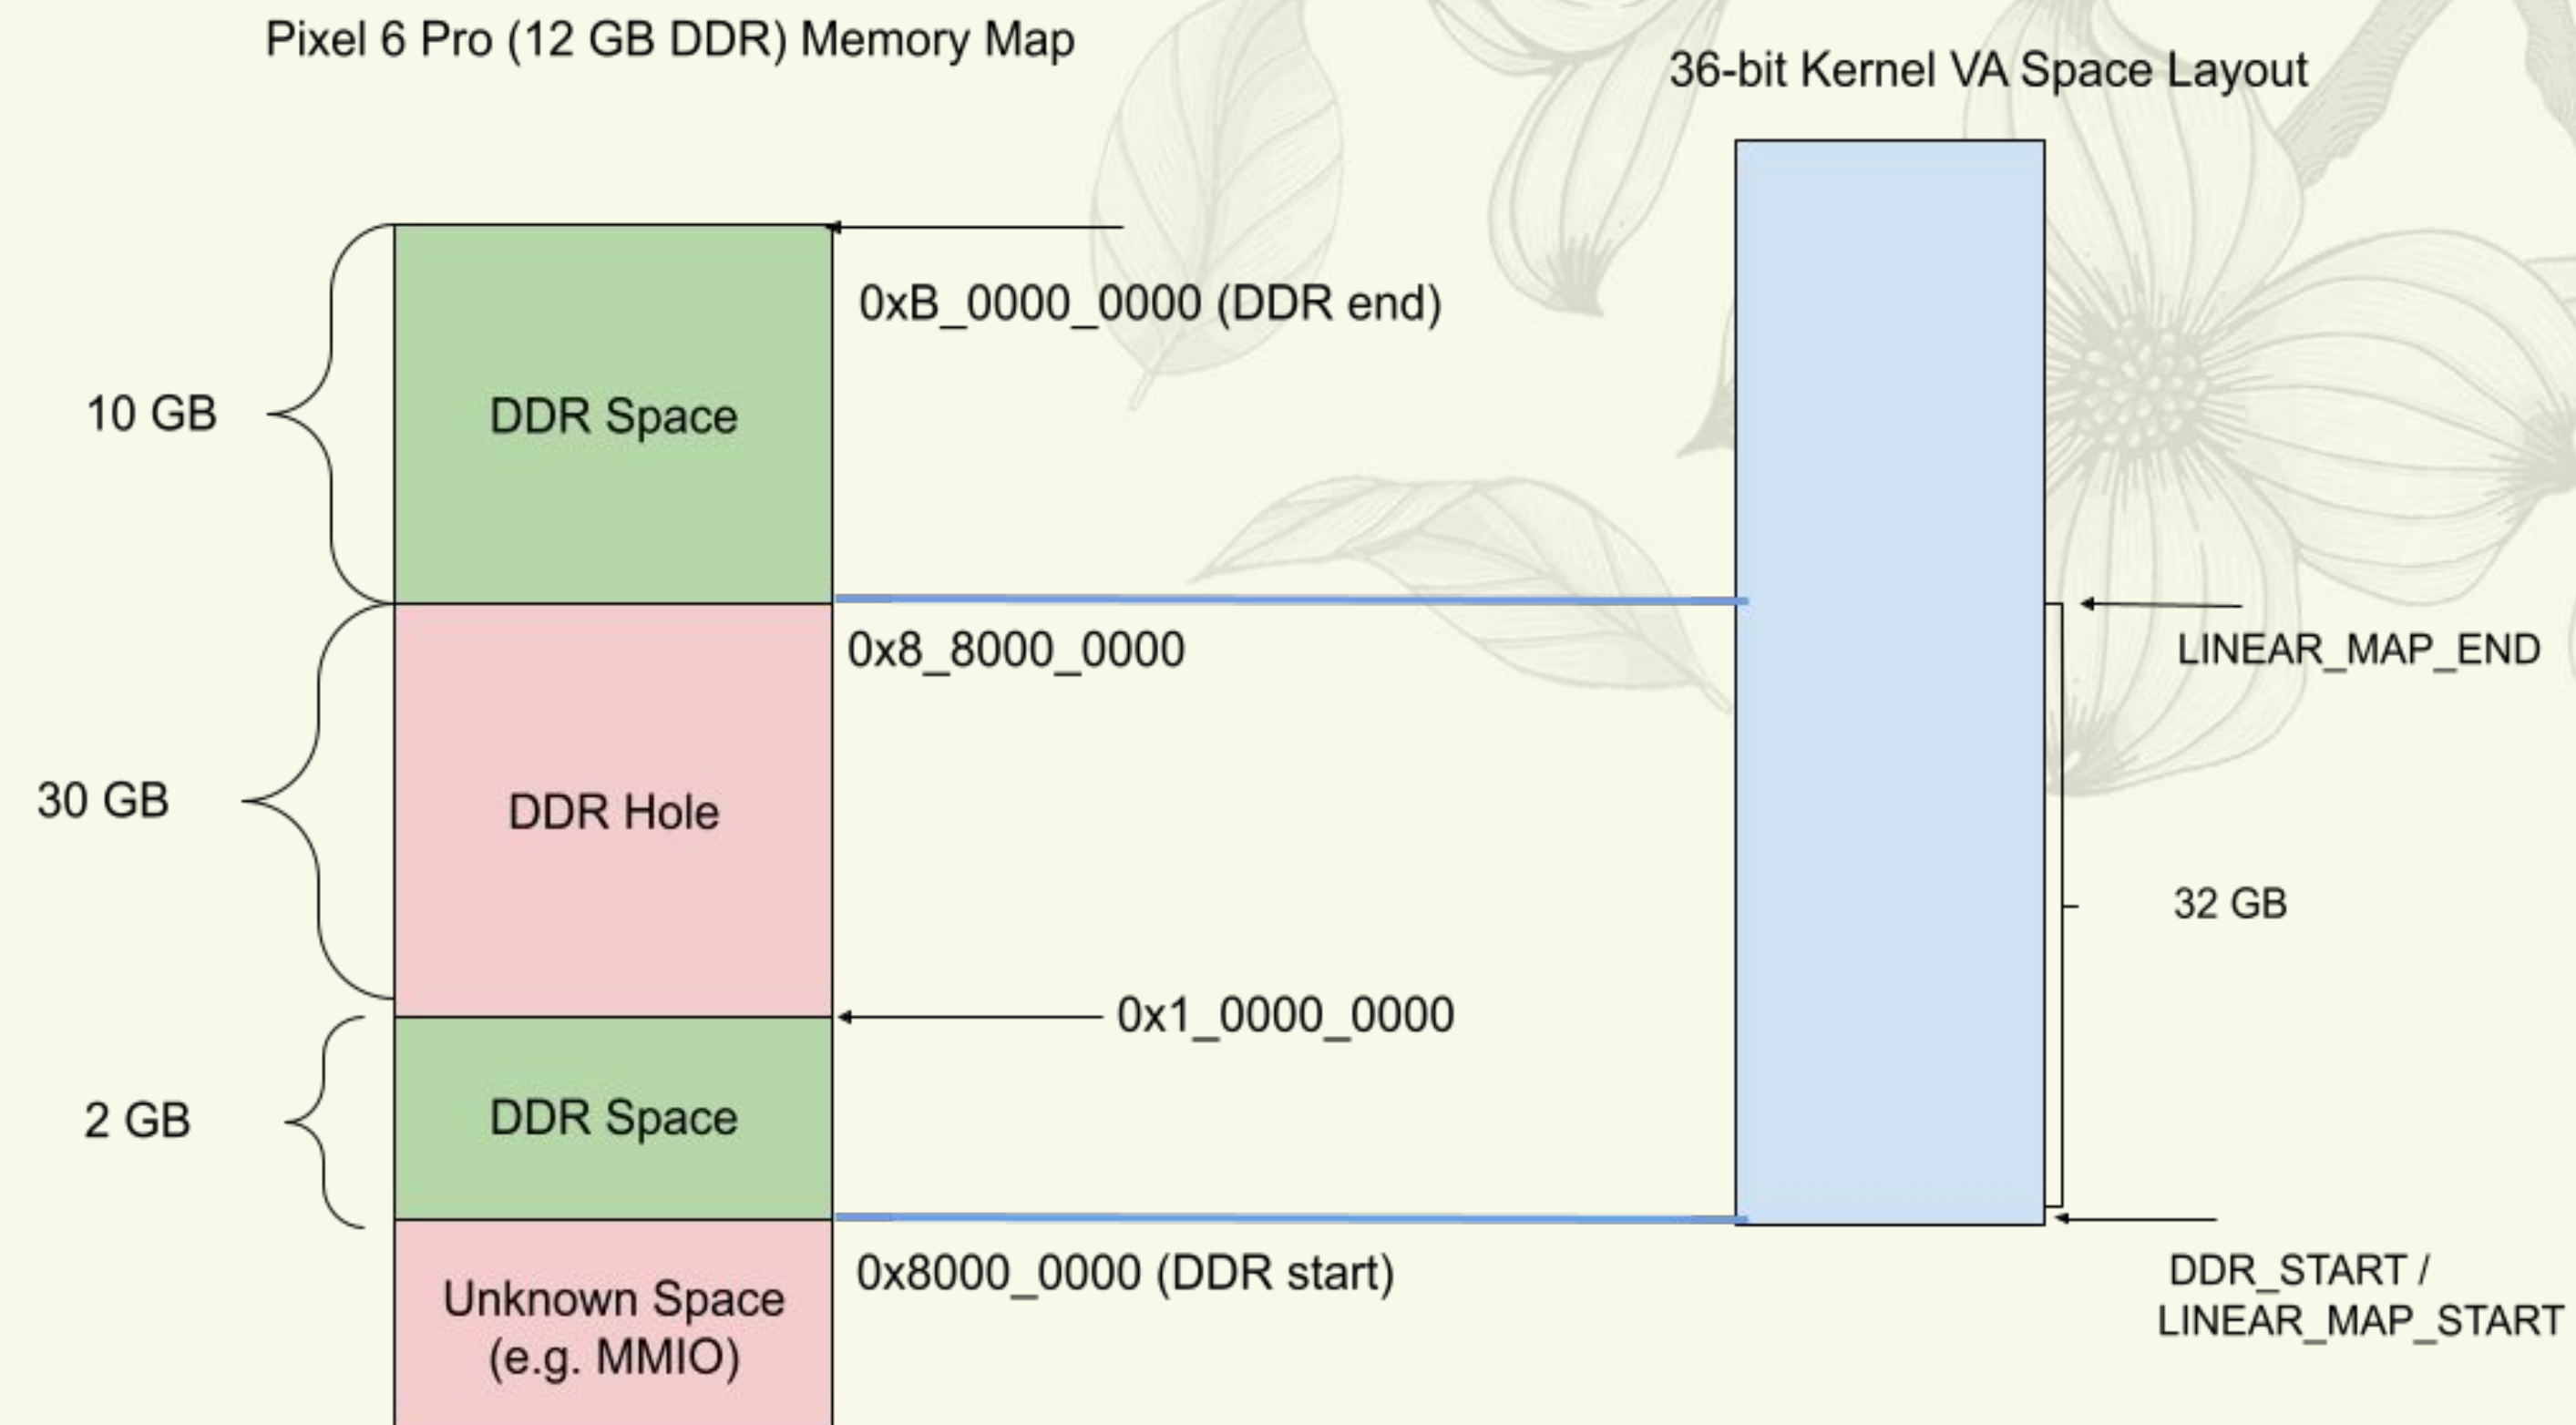 Pixel 6 Pro (12 GB DDR) Memory Map
36-bit Kernel VA Space Layout
0xB_0000_0000 (DDR end)
10 GB
DDR Space
0x8_8000_0000
LINEAR_MAP_END
30 GB
DDR Hole
32 GB
0x1_0000_0000
2 GB
DDR Space
0x8000_0000 (DDR start)
DDR_START /
LINEAR_MAP_START
Unknown Space
(e.g. MMIO)